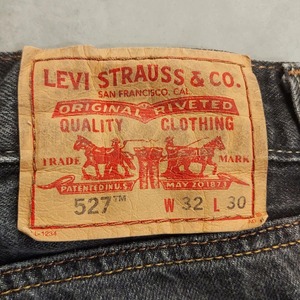 LEVI STRAUSS & CO.
SAN FRANCISCO, CAL.
ORIGINAL RIVETED
QUALITY CLOTHING
TRADE MARK
PATENTED IN U.S. MAY 20 1873
527™ W 32 L 30